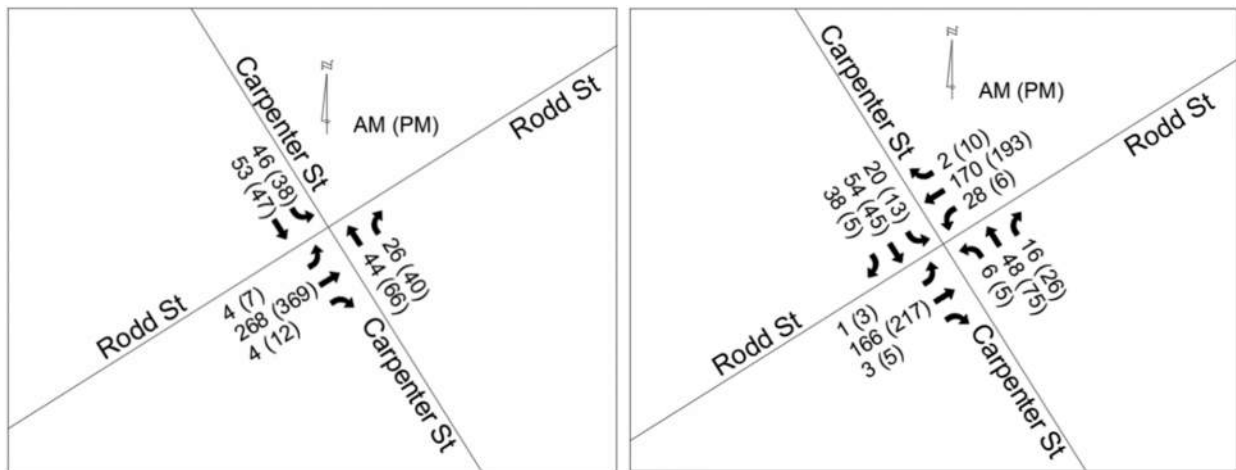 Carpenter St
N
AM (PM)
Rodd St
46 (38)
53 (47)
26 (40)
44 (66)
4 (7)
268 (369)
4 (12)
Rodd St
Carpenter St
Carpenter St
N
AM (PM)
Rodd St
2 (10)
170 (193)
28 (6)
20 (13)
54 (45)
38 (5)
16 (26)
48 (75)
6 (5)
1 (3)
166 (217)
3 (5)
Rodd St
Carpenter St